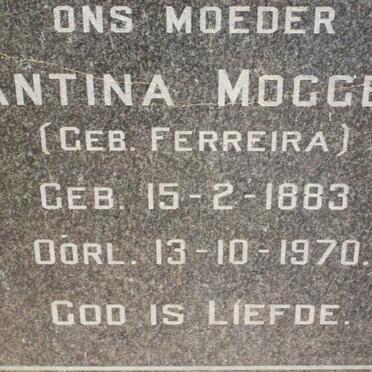 ONS MOEDER
ANTINA MOGGE
(GEB. FERREIRA)
GEB. 15-2-1883
OORL. 13-10-1970.
GOD IS LIEFDE.